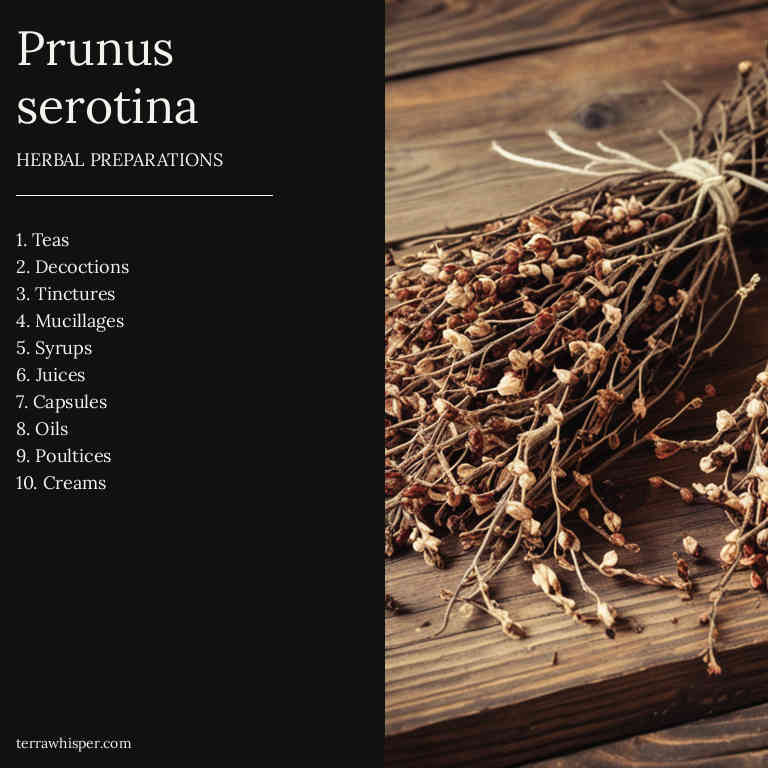 Prunus
serotina
HERBAL PREPARATIONS
1. Teas
2. Decoctions
3. Tinctures
4. Mucillages
5. Syrups
6. Juices
7. Capsules
8. Oils
9. Poultices
10. Creams
terrawhisper.com